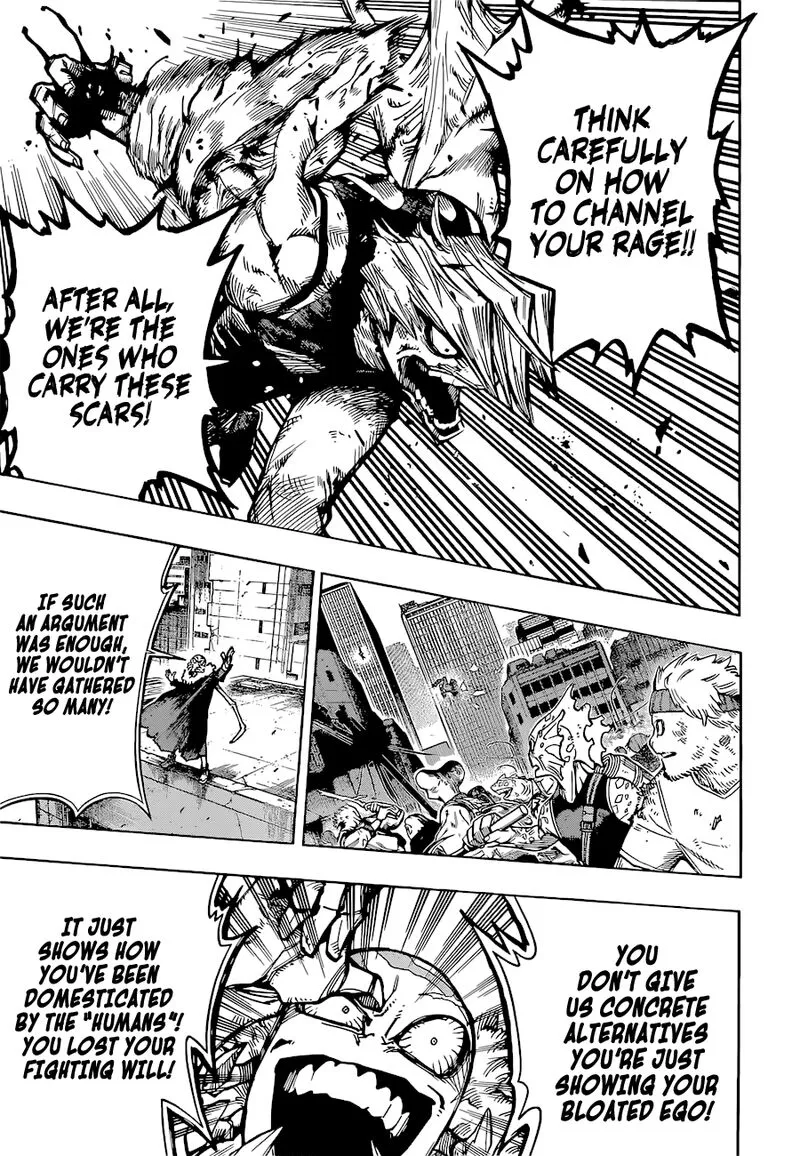 THINK
CAREFULLY
ON HOW
TO CHANNEL
YOUR RAGE!!
AFTER ALL,
WE'RE THE
ONES WHO
CARRY THESE
SCARS!
IF SUCH
AN ARGUMENT
WAS ENOUGH,
WE WOULDN'T
HAVE GATHERED
SO MANY!
YOU
DON'T GIVE
US CONCRETE
ALTERNATIVES
YOU'RE JUST
SHOWING YOUR
BLOATED EGO!
IT JUST
SHOWS HOW
YOU'VE BEEN
DOMESTICATED
BY THE "HUMANS"!
YOU LOST YOUR
FIGHTING WILL!